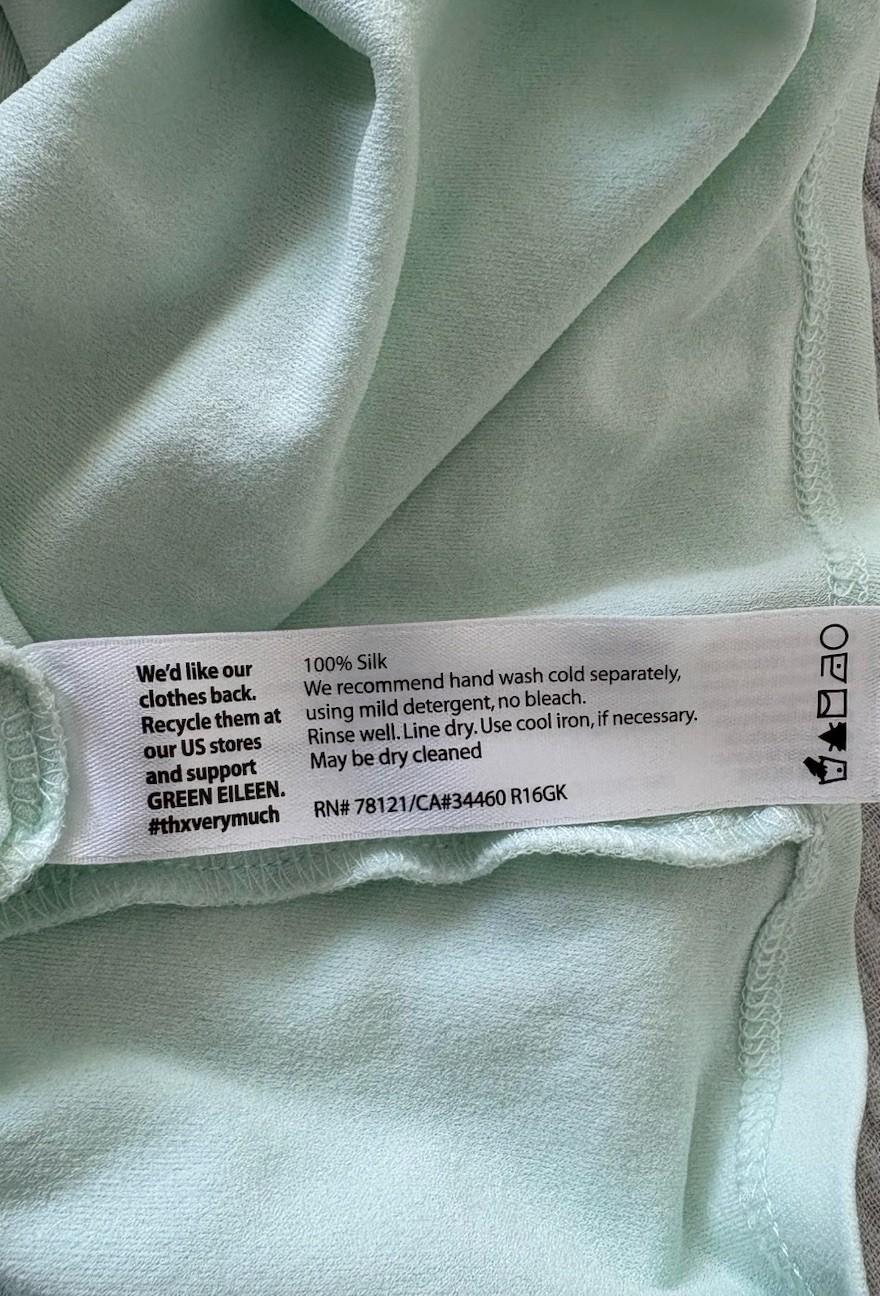 We'd like our
clothes back.
Recycle them at
our US stores
and support
GREEN EILEEN.
#thxverymuch
100% Silk
We recommend hand wash cold separately,
using mild detergent, no bleach.
Rinse well. Line dry. Use cool iron, if necessary.
May be dry cleaned
RN# 78121/CA#34460 R16GK